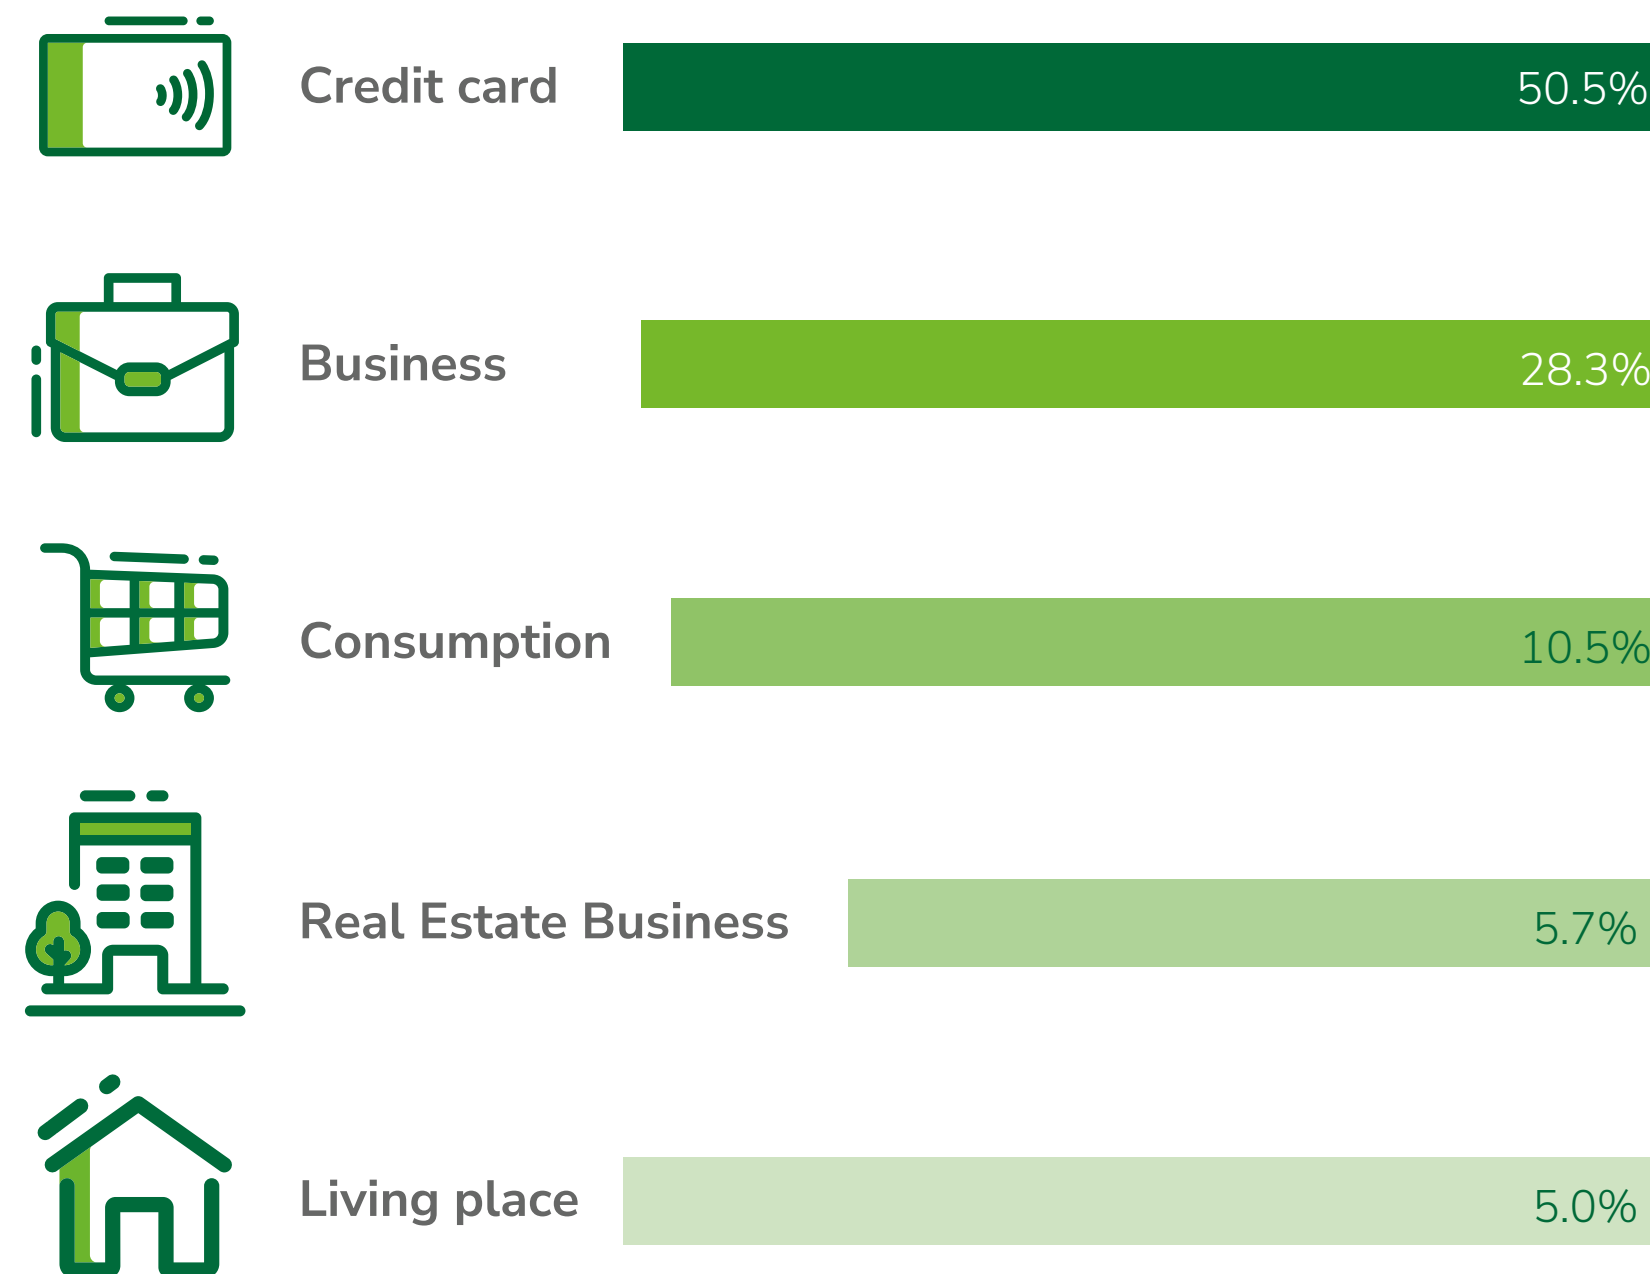 Credit card 50.5%
Business 28.3%
Consumption 10.5%
Real Estate Business 5.7%
Living place 5.0%